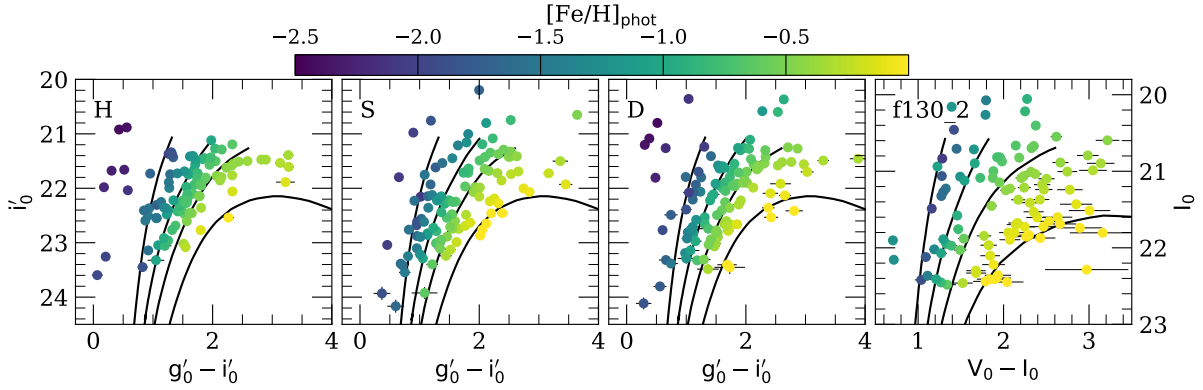 [Fe/H]phot
−2.5 −2.0 −1.5 −1.0 −0.5
H S D f130_2
20 21 22 23 24
i′0
0 2 4
g′0 − i′0
0 2 4
g′0 − i′0
0 2 4
g′0 − i′0
1 2 3
V0 − I0
20 21 22 23
I0